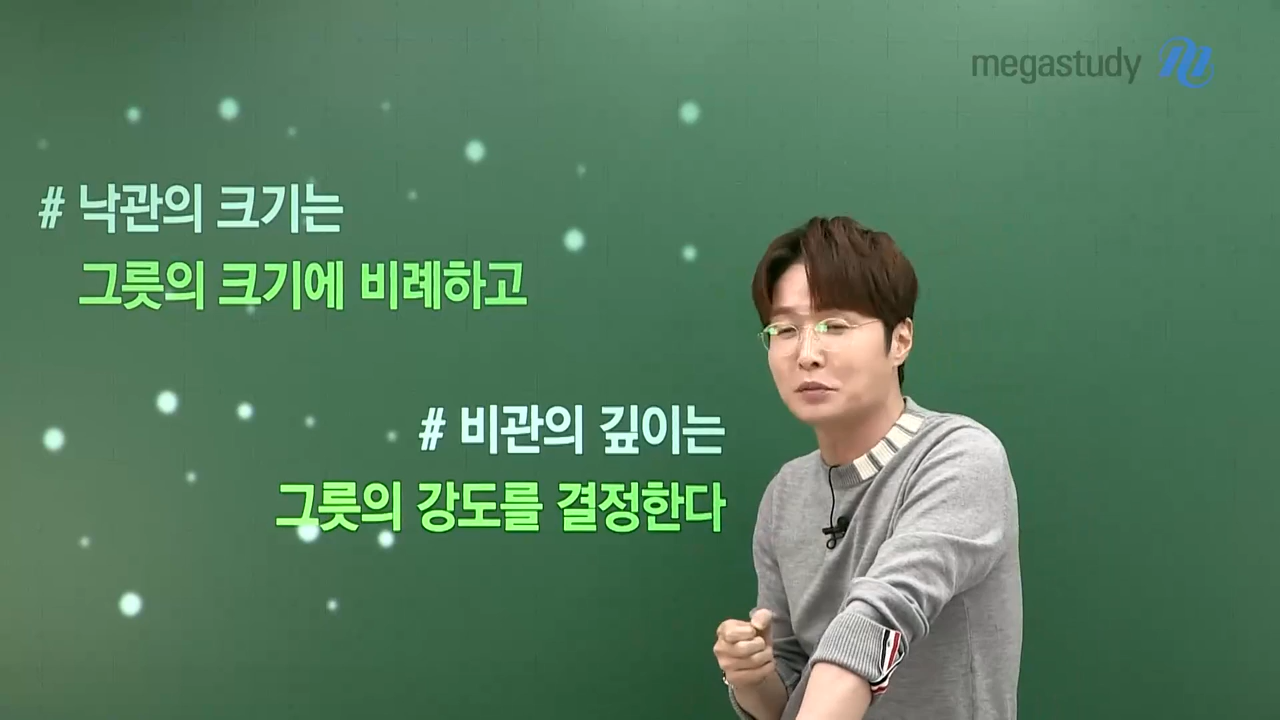 megastudy
# 낙관의 크기는
그릇의 크기에 비례하고
# 비관의 깊이는
그릇의 강도를 결정한다